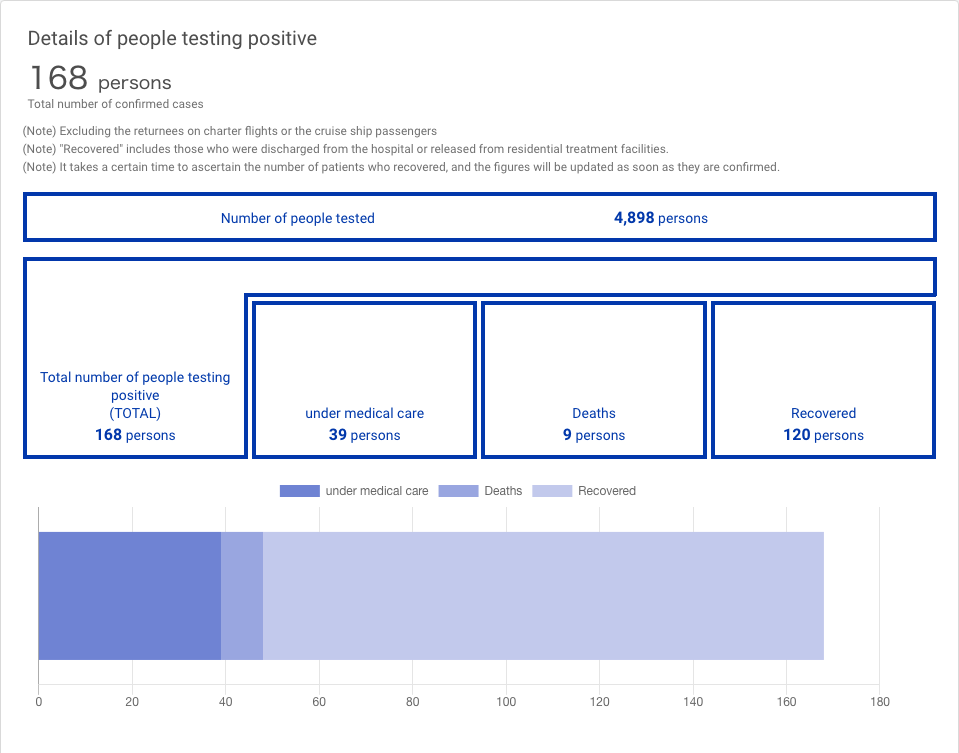 Details of people testing positive
168 persons
Total number of confirmed cases
(Note) Excluding the returnees on charter flights or the cruise ship passengers
(Note) "Recovered" includes those who were discharged from the hospital or released from residential treatment facilities.
(Note) It takes a certain time to ascertain the number of patients who recovered, and the figures will be updated as soon as they are confirmed.
Number of people tested 4,898 persons
Total number of people testing
positive
(TOTAL)
168 persons
under medical care
39 persons
Deaths
9 persons
Recovered
120 persons
under medical care Deaths Recovered
0 20 40 60 80 100 120 140 160 180